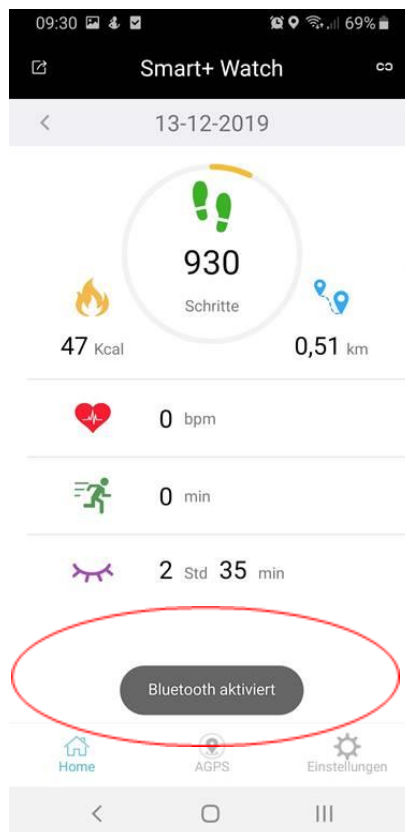 09:30 69%
Smart+ Watch
13-12-2019
930
Schritte
47 Kcal 0,51 km
0 bpm
0 min
2 Std 35 min
Bluetooth aktiviert
Home AGPS Einstellungen